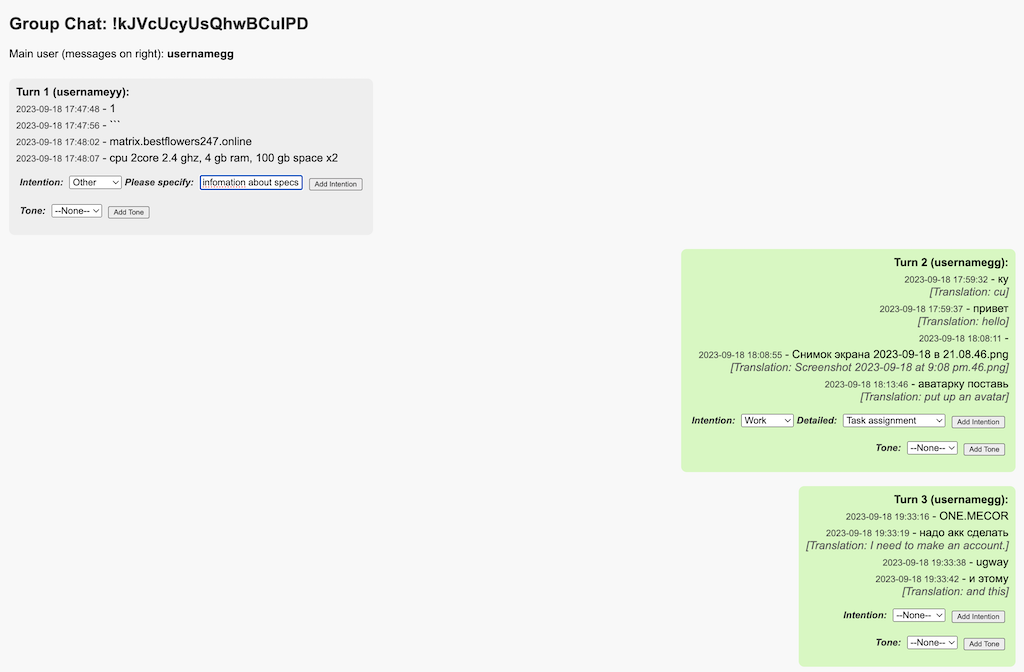 Group Chat: !kJVcUcyUsQhwBCuIPD
Main user (messages on right): usernamegg
Turn 1 (usernameyy):
2023-09-18 17:47:48 - 1
2023-09-18 17:47:56 - ```
2023-09-18 17:48:02 - matrix.bestflowers247.online
2023-09-18 17:48:07 - cpu 2core 2.4 ghz, 4 gb ram, 100 gb space x2
Intention: Other Please specify: infomation about specs Add Intention
Tone: --None-- Add Tone
Turn 2 (usernamegg):
2023-09-18 17:59:32 - ку
[Translation: cu]
2023-09-18 17:59:37 - привет
[Translation: hello]
2023-09-18 18:08:11 -
2023-09-18 18:08:55 - Снимок экрана 2023-09-18 в 21.08.46.png
[Translation: Screenshot 2023-09-18 at 9:08 pm.46.png]
2023-09-18 18:13:46 - аватарку поставь
[Translation: put up an avatar]
Intention: Work Detailed: Task assignment Add Intention
Tone: --None-- Add Tone
Turn 3 (usernamegg):
2023-09-18 19:33:16 - ONE.MECOR
2023-09-18 19:33:19 - надо акк сделать
[Translation: I need to make an account.]
2023-09-18 19:33:38 - ugway
2023-09-18 19:33:42 - и этому
[Translation: and this]
Intention: --None-- Add Intention
Tone: --None-- Add Tone